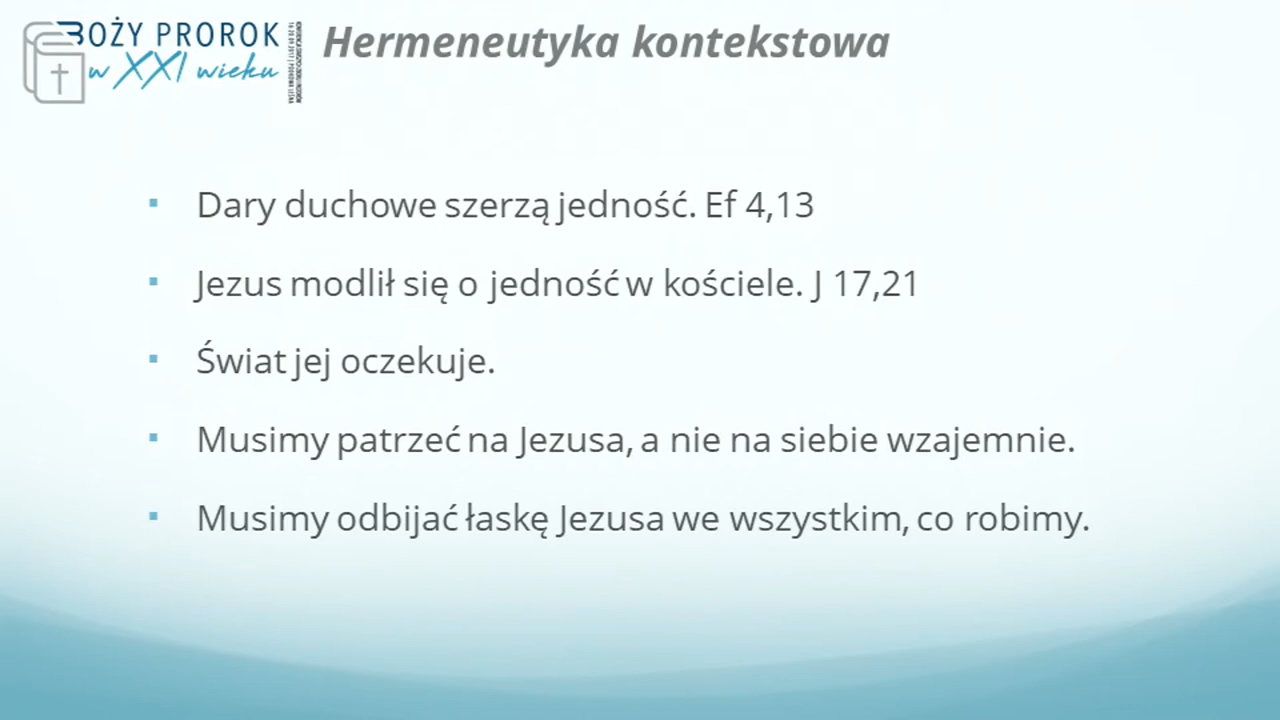 BOŻY PROROK
w XXI wieku
Hermeneutyka kontekstowa
Dary duchowe szerzą jedność. Ef 4,13
Jezus modlił się o jedność w kościele. J 17,21
Świat jej oczekuje.
Musimy patrzeć na Jezusa, a nie na siebie wzajemnie.
Musimy odbijać łaskę Jezusa we wszystkim, co robimy.